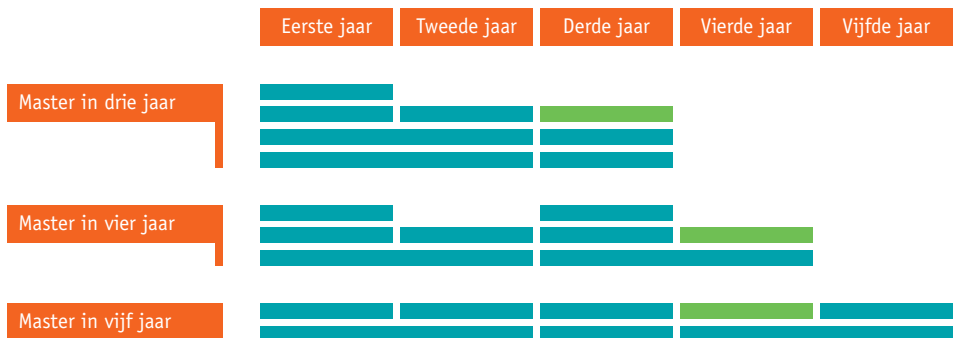 Eerste jaar Tweede jaar Derde jaar Vierde jaar Vijfde jaar
Master in drie jaar
Master in vier jaar
Master in vijf jaar